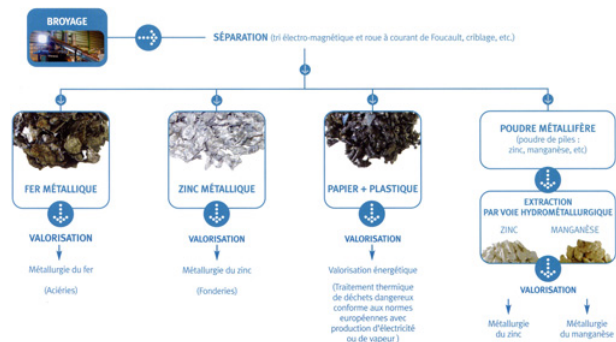 BROYAGE
SÉPARATION (tri électro-magnétique et roue à courant de Foucault, criblage, etc.)
FER MÉTALLIQUE
VALORISATION
Métallurgie du fer
(Aciéries)
ZINC MÉTALLIQUE
VALORISATION
Métallurgie du zinc
(Fonderies)
PAPIER + PLASTIQUE
VALORISATION
Valorisation énergétique
(Traitement thermique
de déchets dangereux
conforme aux normes
européennes avec
production d'électricité
ou de vapeur)
POUDRE MÉTALLIFÈRE
(poudre de piles :
zinc, manganèse, etc)
EXTRACTION
PAR VOIE HYDROMÉTALLURGIQUE
ZINC
MANGANÈSE
VALORISATION
Métallurgie
du zinc
Métallurgie
du manganèse